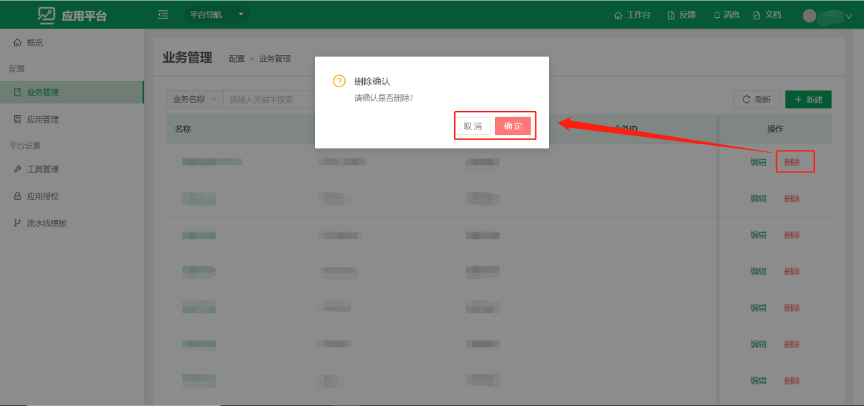 应用平台
平台导航
工作台
反馈
消息
文档
概览
配置
业务管理
应用管理
平台设置
工具管理
应用授权
流水线模板
业务管理
配置 > 业务管理
业务名称
请输入关键字搜索
刷新
+ 新建
名称
业务ID
操作
编辑 删除
编辑 删除
编辑 删除
编辑 删除
编辑 删除
编辑 删除
编辑 删除
删除确认
请确认是否删除?
取消
确定